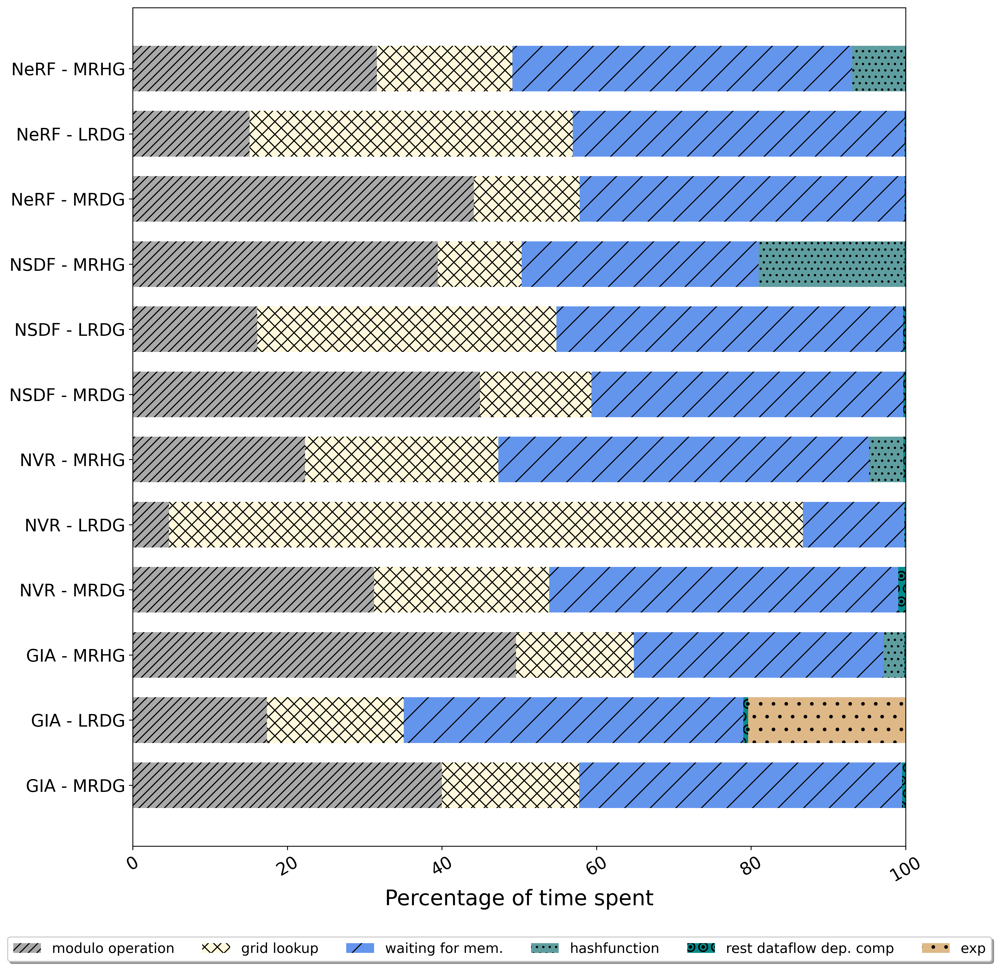 NeRF - MRHG
NeRF - LRDG
NeRF - MRDG
NSDF - MRHG
NSDF - LRDG
NSDF - MRDG
NVR - MRHG
NVR - LRDG
NVR - MRDG
GIA - MRHG
GIA - LRDG
GIA - MRDG
0 20 40 60 80 100
Percentage of time spent
modulo operation grid lookup waiting for mem. hashfunction rest dataflow dep. comp exp